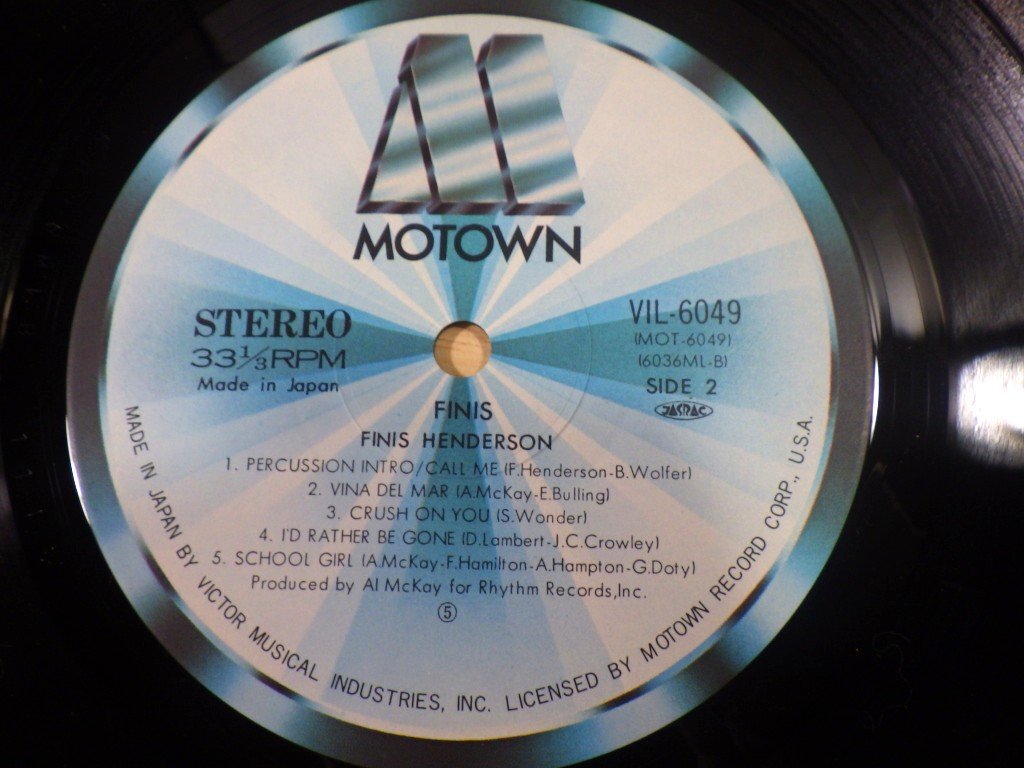 MOTOWN
STEREO
33⅓RPM
Made in Japan
VIL-6049
(MOT-6049)
(6036ML-B)
SIDE 2
JASRAC
FINIS
FINIS HENDERSON
1. PERCUSSION INTRO/CALL ME (F.Henderson-B.Wolfer)
2. VINA DEL MAR (A.McKay-E.Bulling)
3. CRUSH ON YOU (S.Wonder)
4. I'D RATHER BE GONE (D.Lambert-J.C.Crowley)
5. SCHOOL GIRL (A.McKay-F.Hamilton-A.Hampton-G.Doty)
Produced by Al McKay for Rhythm Records,Inc.
⑤
MADE IN JAPAN BY VICTOR MUSICAL INDUSTRIES, INC. LICENSED BY MOTOWN RECORD CORP., U.S.A.